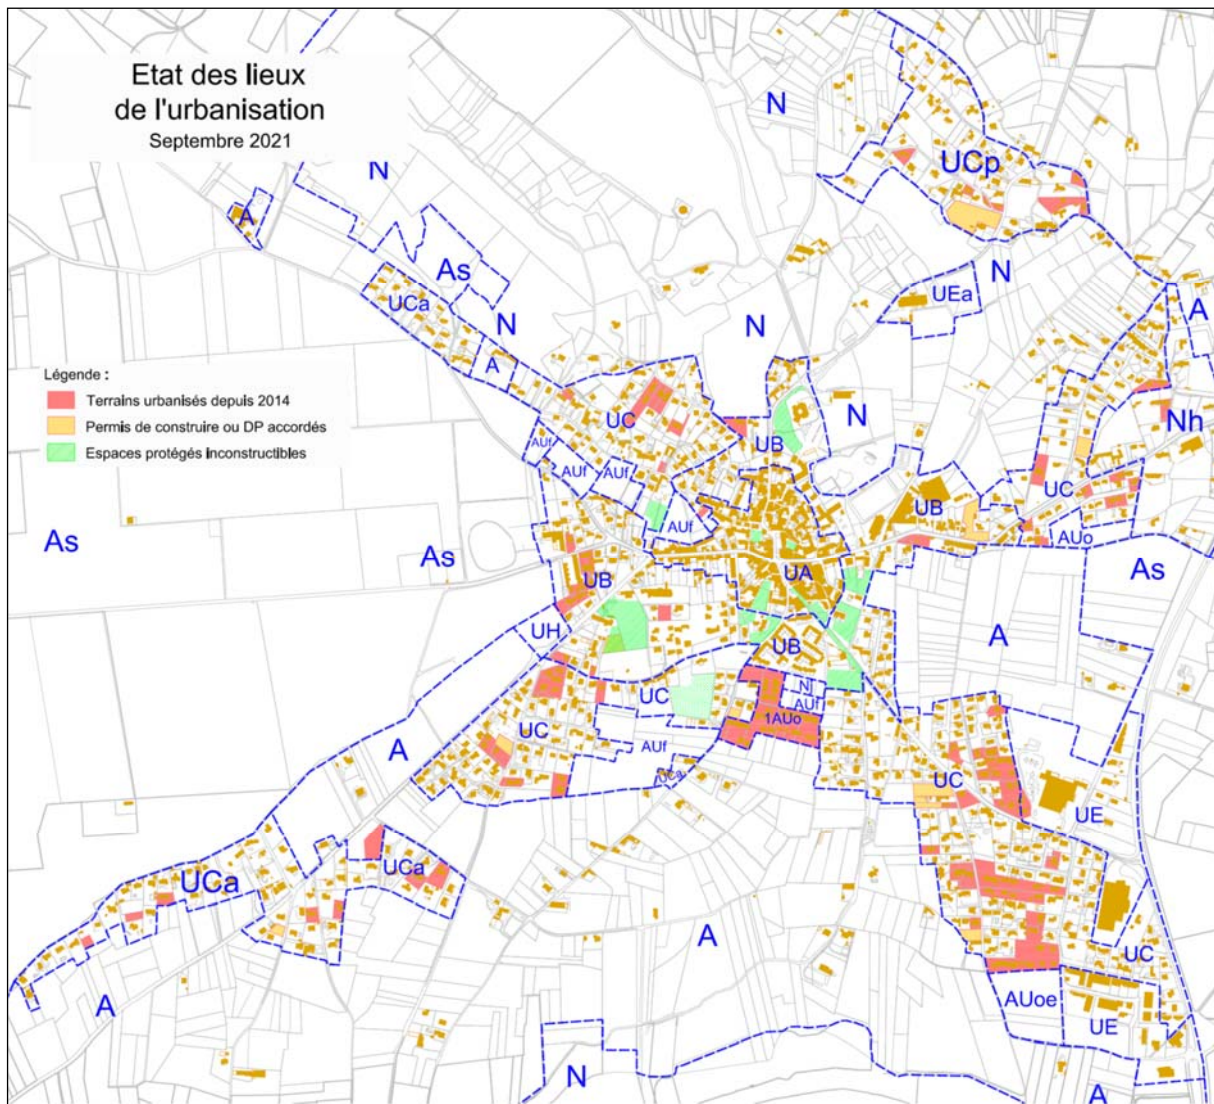 Etat des lieux
de l'urbanisation
Septembre 2021
N
N
UCp
A
As
N
UEa
UCa
N
N
A
A
Légende :
Terrains urbanisés depuis 2014
Permis de construire ou DP accordés
Espaces protégés inconstructibles
UC
N
Nh
UB
AUf
AUf
AUf
UC
UB
AUf
AUo
As
As
As
UA
UB
UH
A
UB
UC
N
AUf
1AUo
UC
AUf
A
UCa
UC
UE
UCa
UCa
A
UC
A
AUoe
UE
N
A